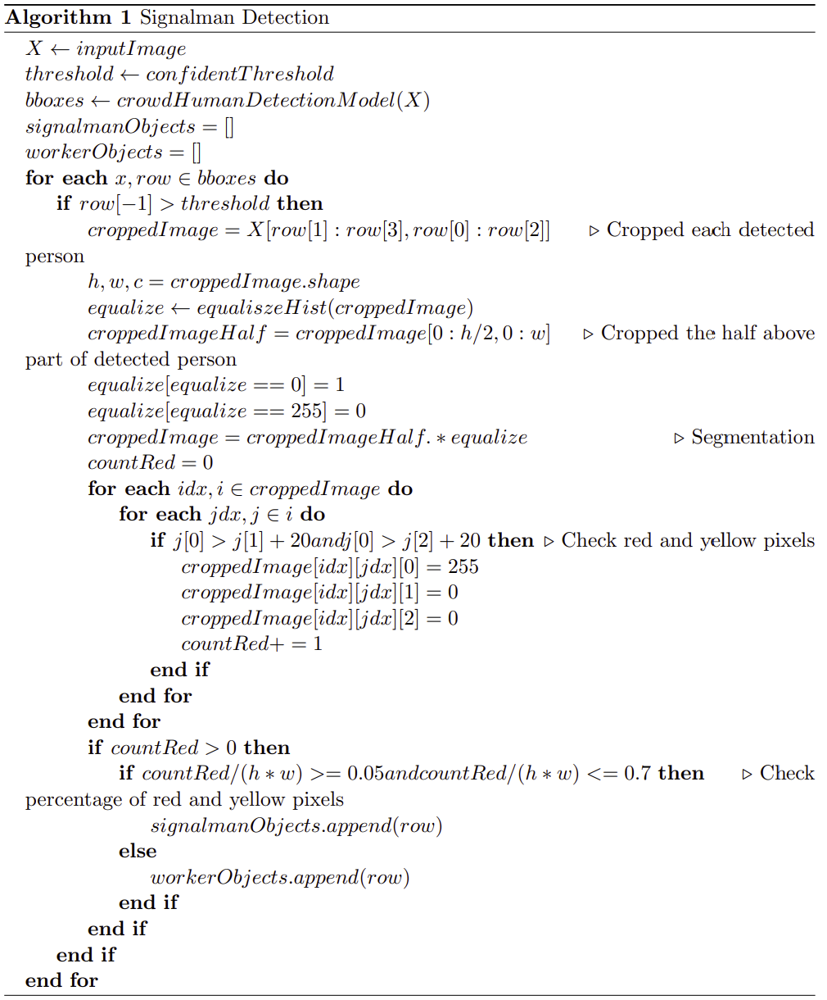 Algorithm 1 Signalman Detection
X ← inputImage
threshold ← confidentThreshold
bboxes ← crowdHumanDetectionModel(X)
signalmanObjects = []
workerObjects = []
for each x, row ∈ bboxes do
if row[−1] > threshold then
croppedImage = X[row[1] : row[3], row[0] : row[2]] ▷ Cropped each detected
person
h, w, c = croppedImage.shape
equalize ← equaliszeHist(croppedImage)
croppedImageHalf = croppedImage[0 : h/2, 0 : w] ▷ Cropped the half above
part of detected person
equalize[equalize == 0] = 1
equalize[equalize == 255] = 0
croppedImage = croppedImageHalf. ∗ equalize ▷ Segmentation
countRed = 0
for each idx, i ∈ croppedImage do
for each jdx, j ∈ i do
if j[0] > j[1] + 20andj[0] > j[2] + 20 then ▷ Check red and yellow pixels
croppedImage[idx][jdx][0] = 255
croppedImage[idx][jdx][1] = 0
croppedImage[idx][jdx][2] = 0
countRed+ = 1
end if
end for
end for
if countRed > 0 then
if countRed/(h ∗ w) >= 0.05andcountRed/(h ∗ w) <= 0.7 then ▷ Check
percentage of red and yellow pixels
signalmanObjects.append(row)
else
workerObjects.append(row)
end if
end if
end if
end for